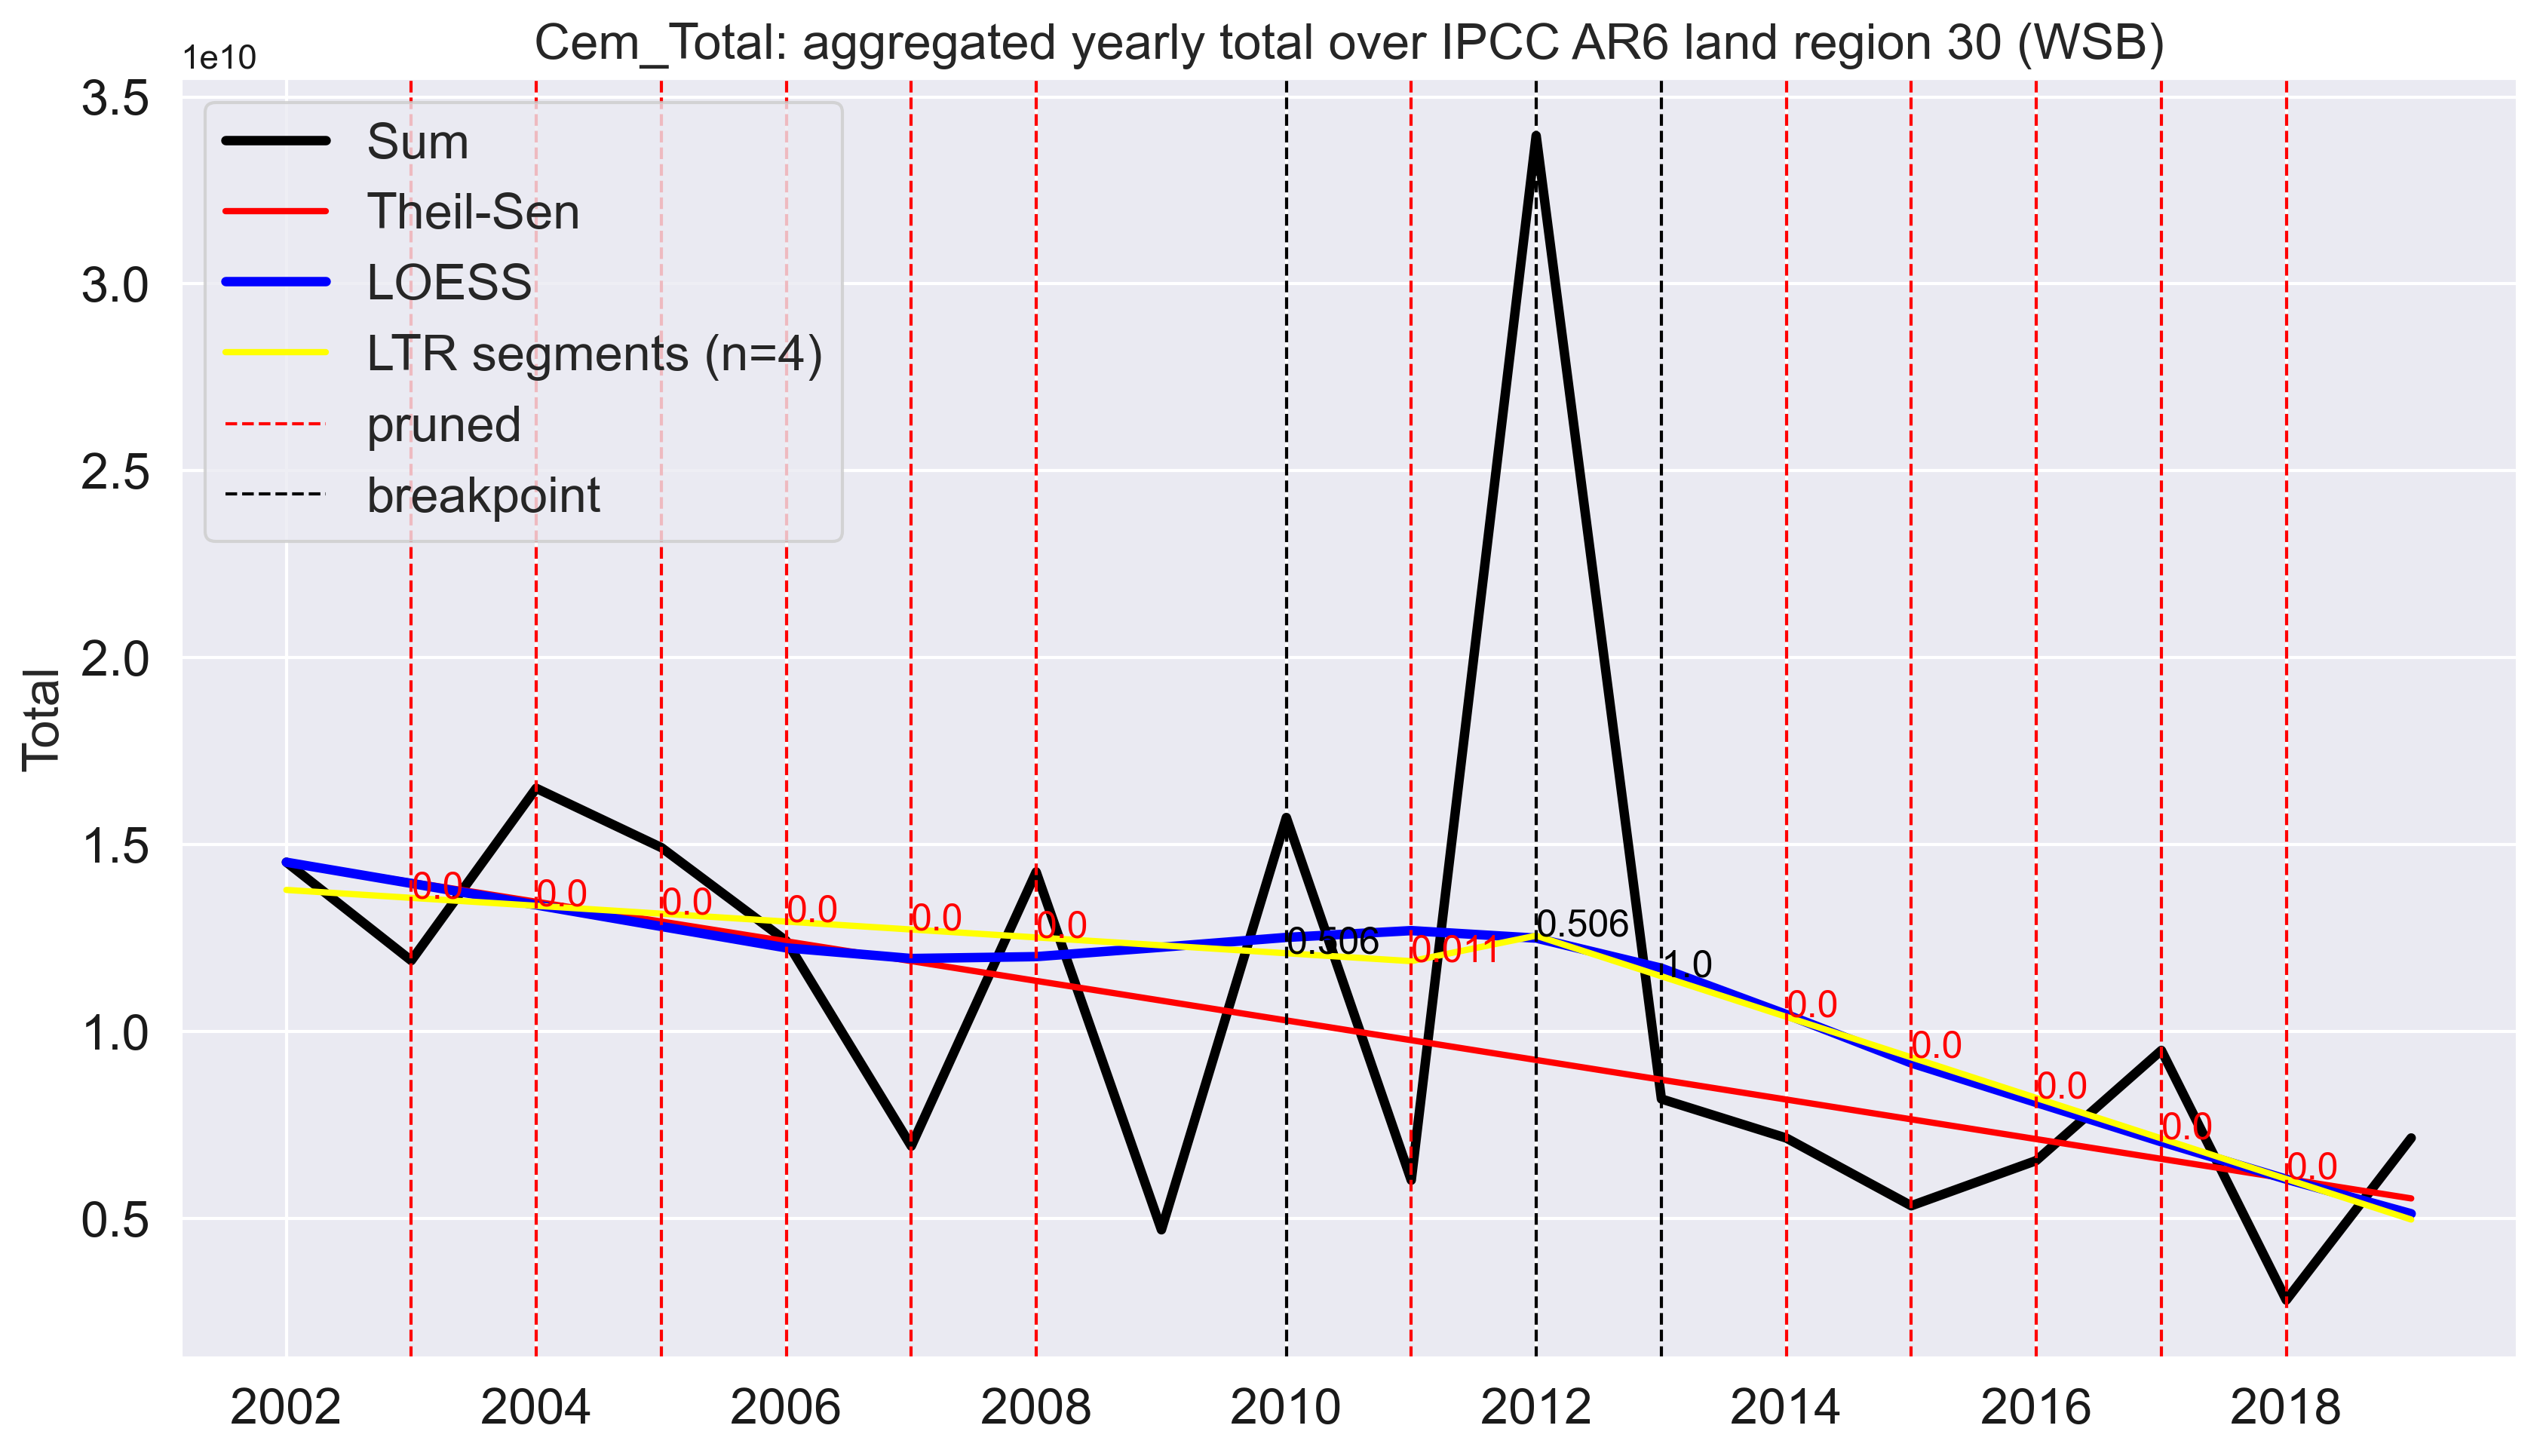 Cem_Total: aggregated yearly total over IPCC AR6 land region 30 (WSB)
1e10
3.5
3.0
2.5
2.0
1.5
1.0
0.5
Total
Sum
Theil-Sen
LOESS
LTR segments (n=4)
pruned
breakpoint
0.0
0.0
0.0
0.0
0.0
0.0
0.506
0.011
0.506
1.0
0.0
0.0
0.0
0.0
0.0
2002 2004 2006 2008 2010 2012 2014 2016 2018